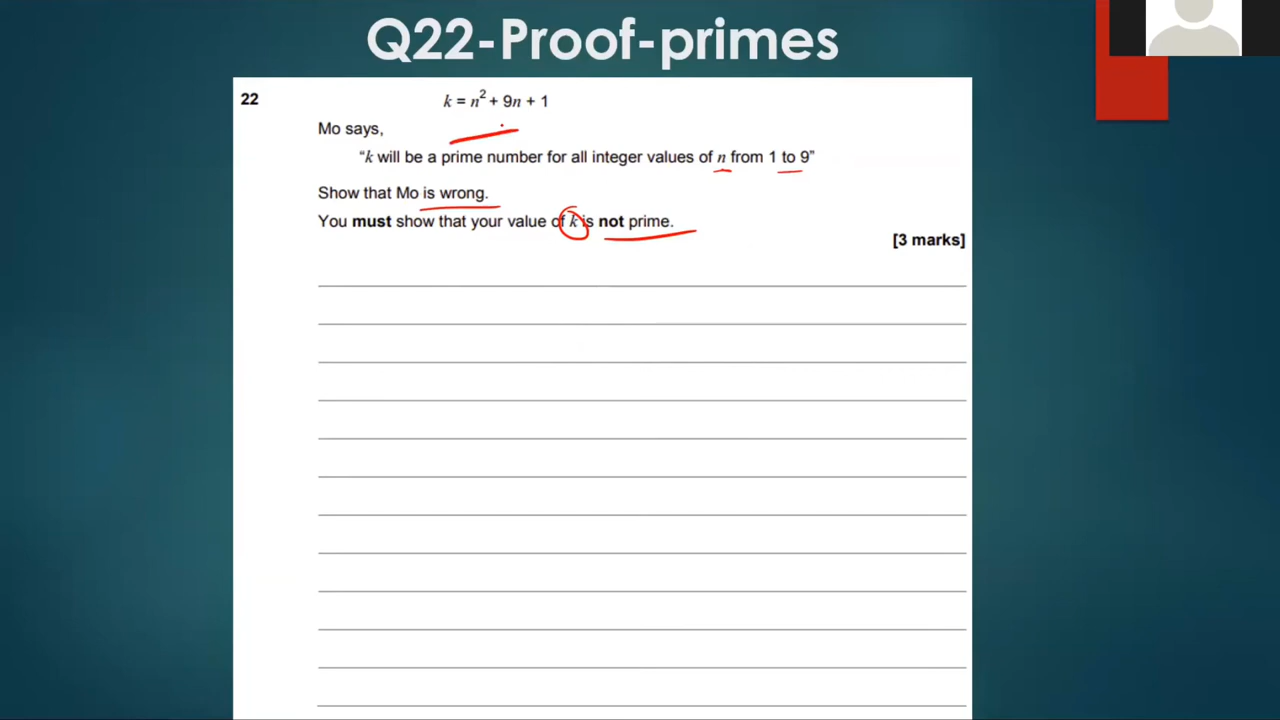 Q22-Proof-primes
22
k = n² + 9n + 1
Mo says,
“k will be a prime number for all integer values of n from 1 to 9”
Show that Mo is wrong.
You must show that your value of k is not prime.
[3 marks]